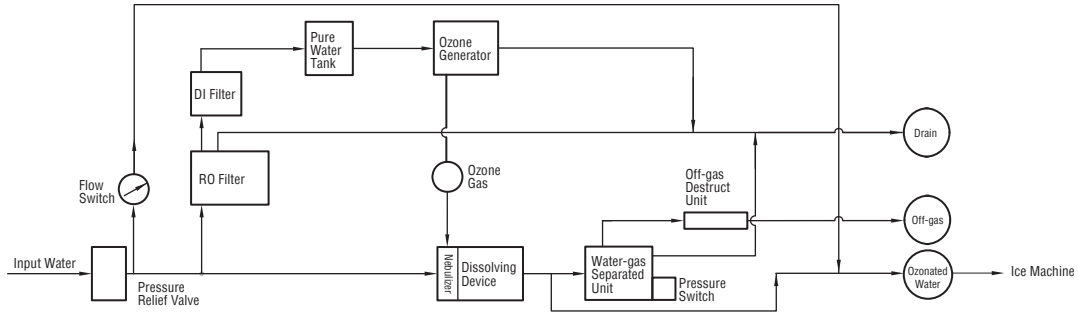 Pure
Water
Tank
Ozone
Generator
DI Filter
Drain
RO Filter
Ozone
Gas
Flow
Switch
Off-gas
Destruct
Unit
Off-gas
Input Water
Pressure
Relief Valve
Nebulizer
Dissolving
Device
Water-gas
Separated
Unit
Pressure
Switch
Ozonated
Water
Ice Machine